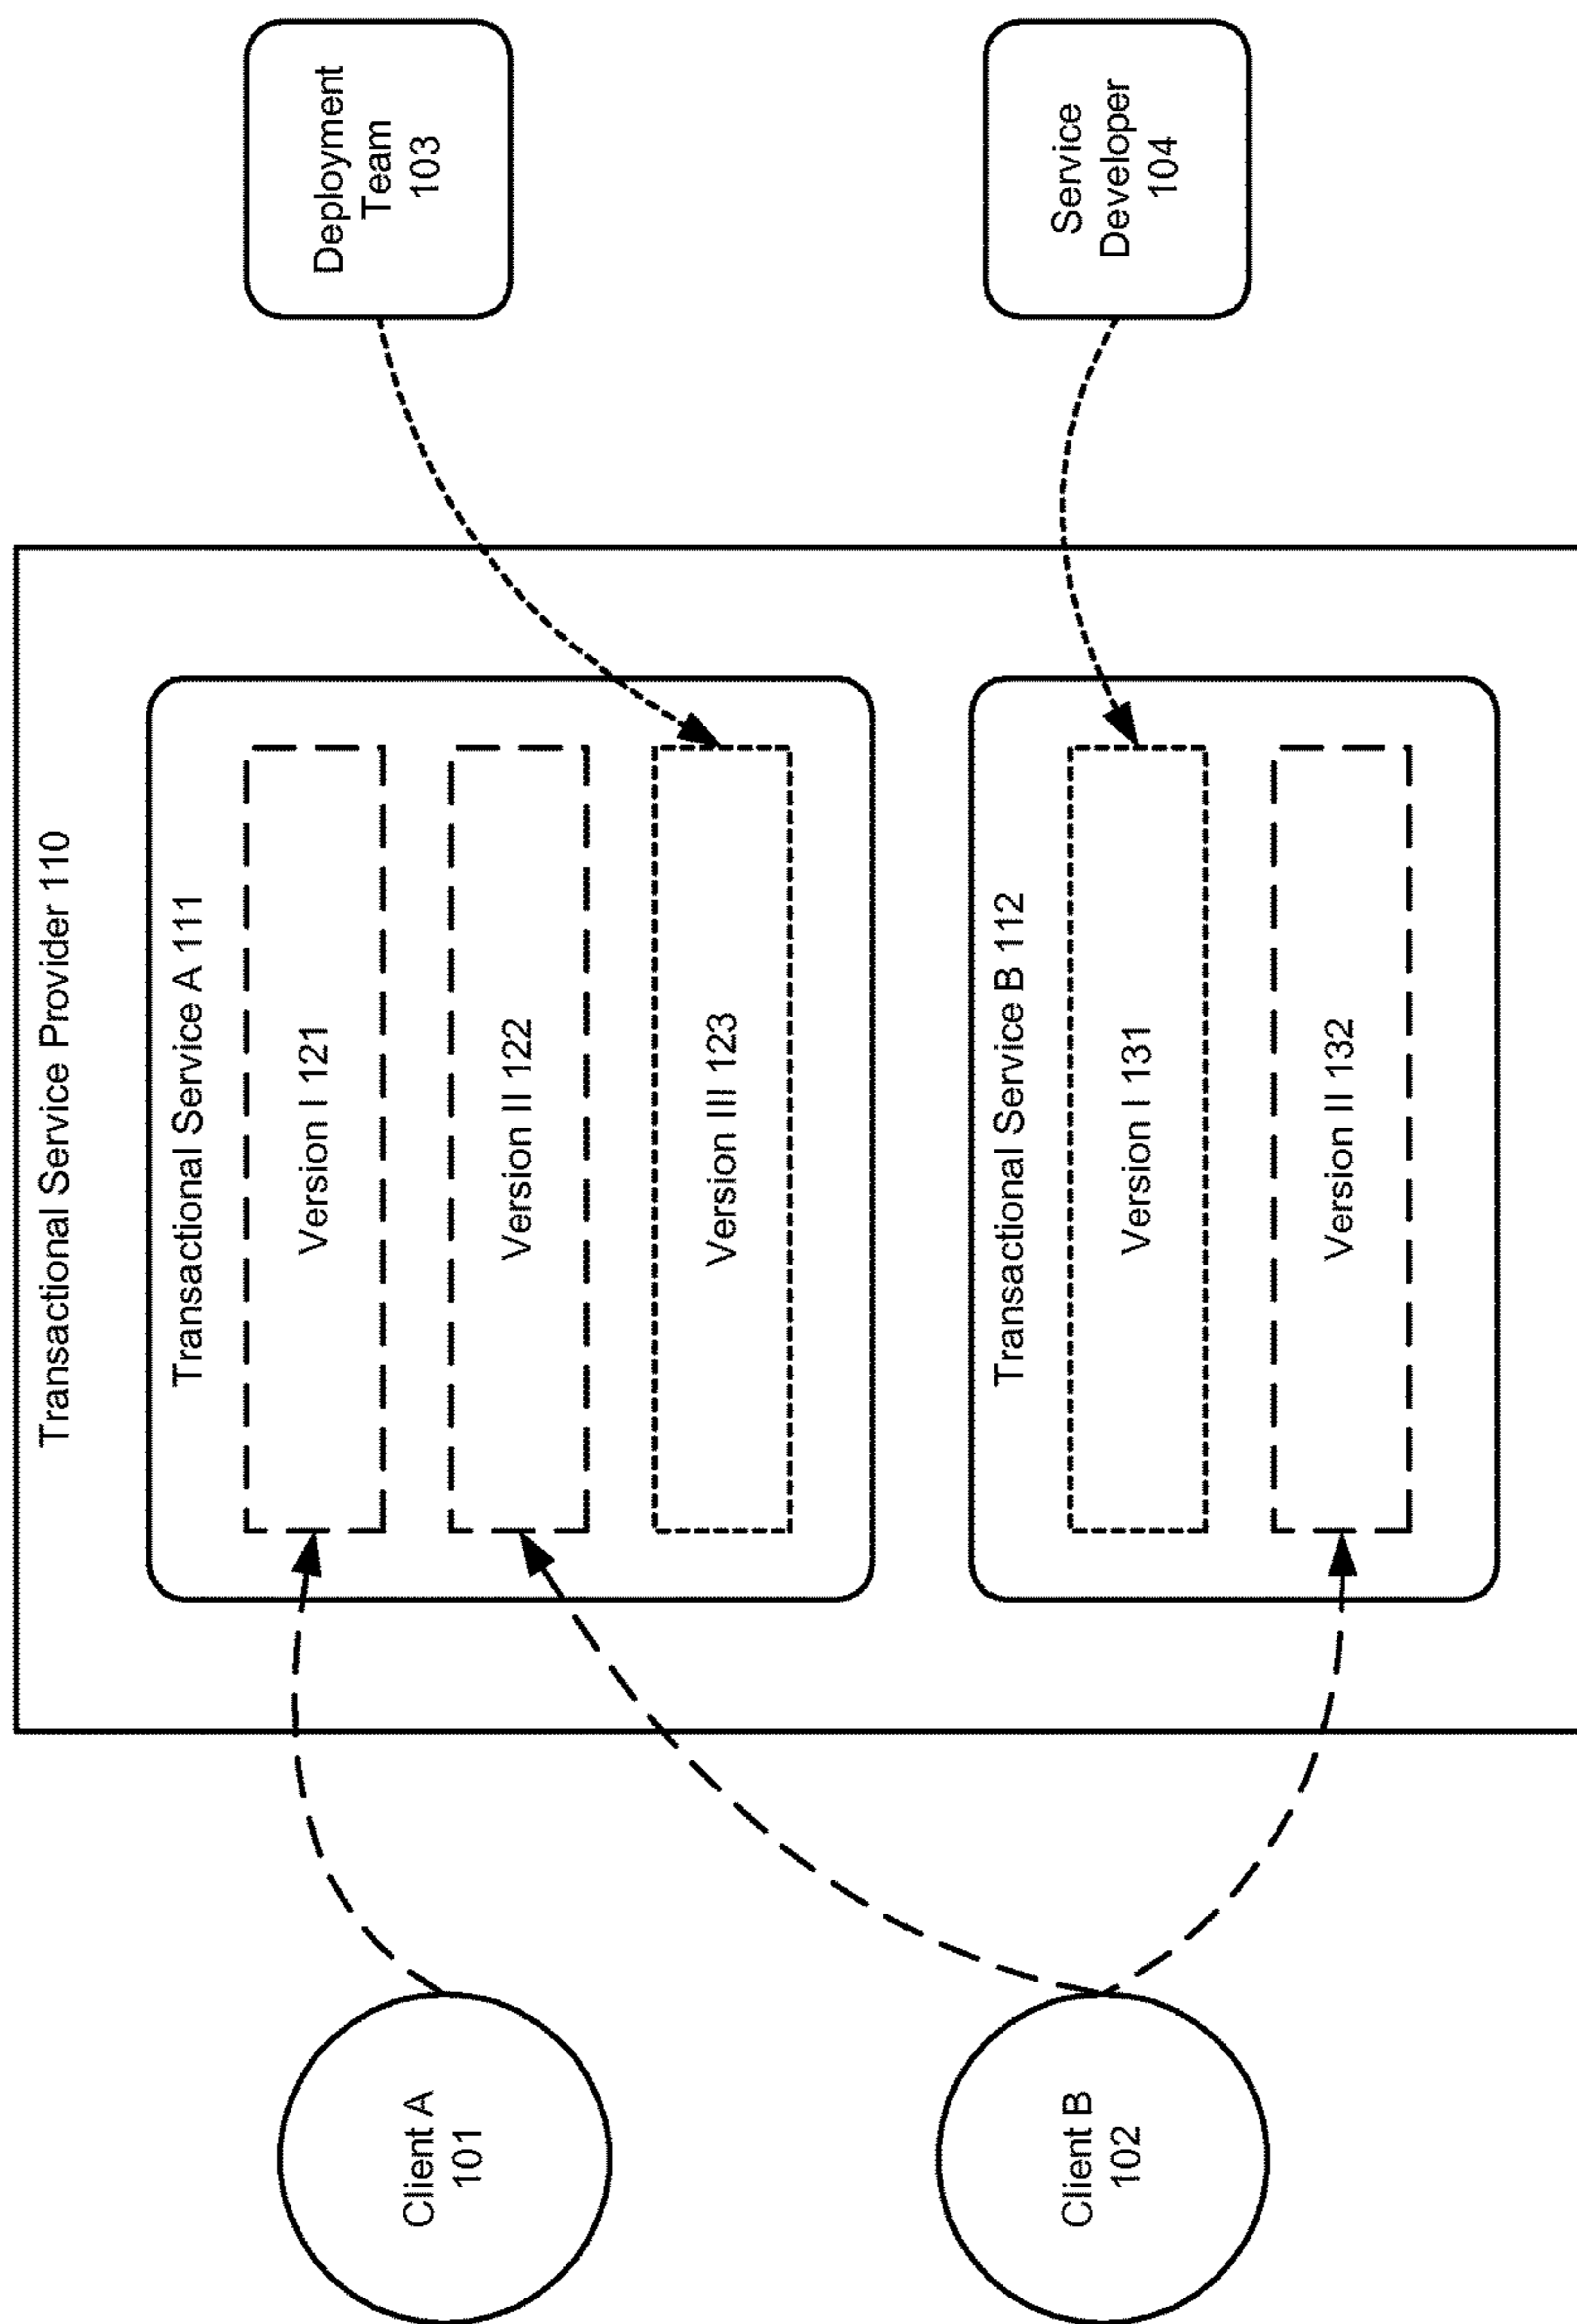 Transactional Service Provider 110
Transactional Service A 111
Version I 121
Version II 122
Version III 123
Transactional Service B 112
Version I 131
Version II 132
Client A
101
Client B
102
Deployment
Team
103
Service
Developer
104